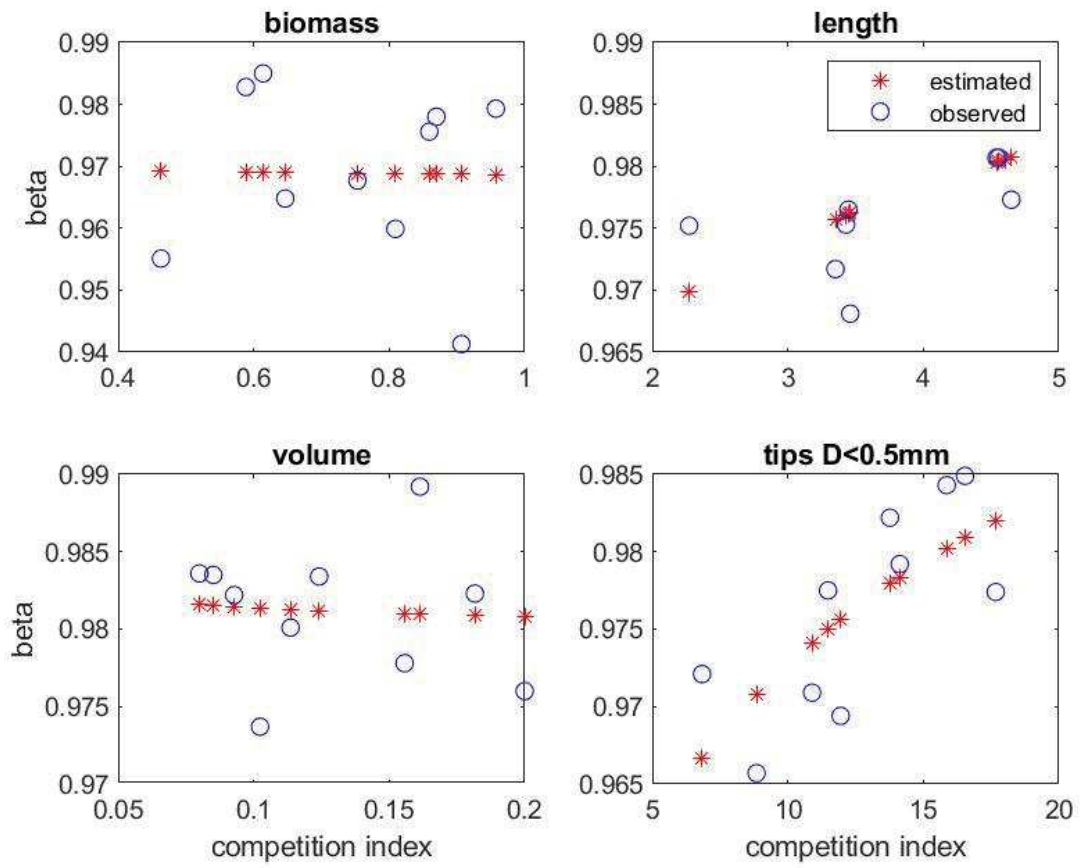 biomass
0.99
0.98
0.97
0.96
0.95
0.94
beta
0.4 0.6 0.8 1
length
0.99
0.985
0.98
0.975
0.97
0.965
estimated
observed
2 3 4 5
volume
0.99
0.985
0.98
0.975
0.97
beta
0.05 0.1 0.15 0.2
competition index
tips D<0.5mm
0.985
0.98
0.975
0.97
0.965
5 10 15 20
competition index